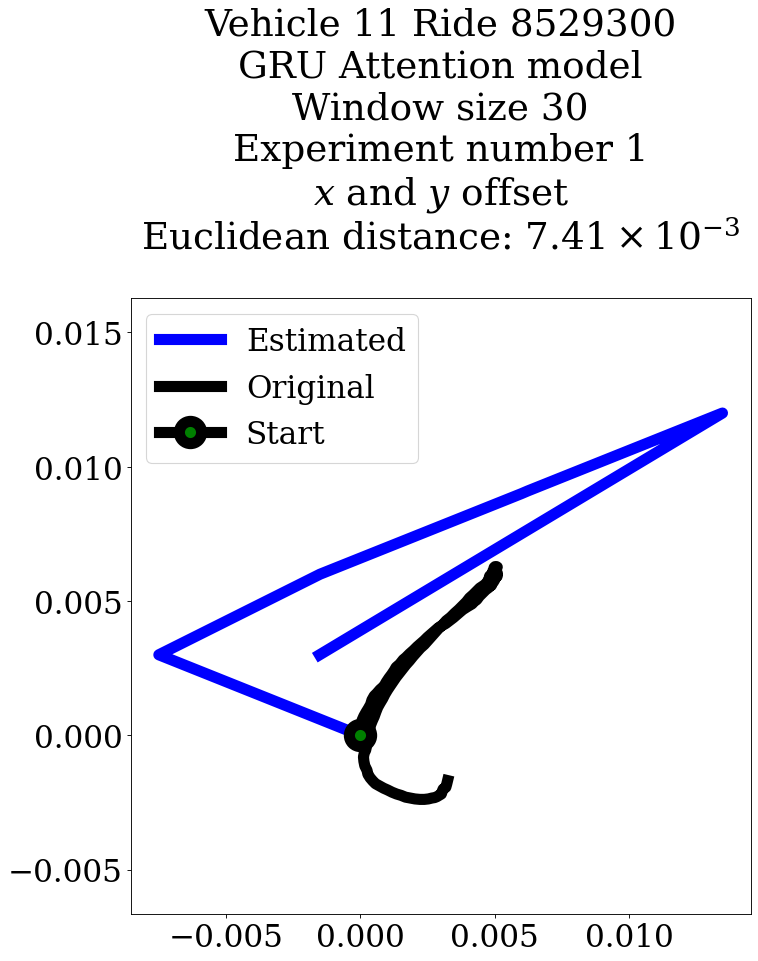 Vehicle 11 Ride 8529300
GRU Attention model
Window size 30
Experiment number 1
x and y offset
Euclidean distance: 7.41 × 10⁻³
0.015
Estimated
Original
Start
0.010
0.005
0.000
−0.005
−0.005 0.000 0.005 0.010